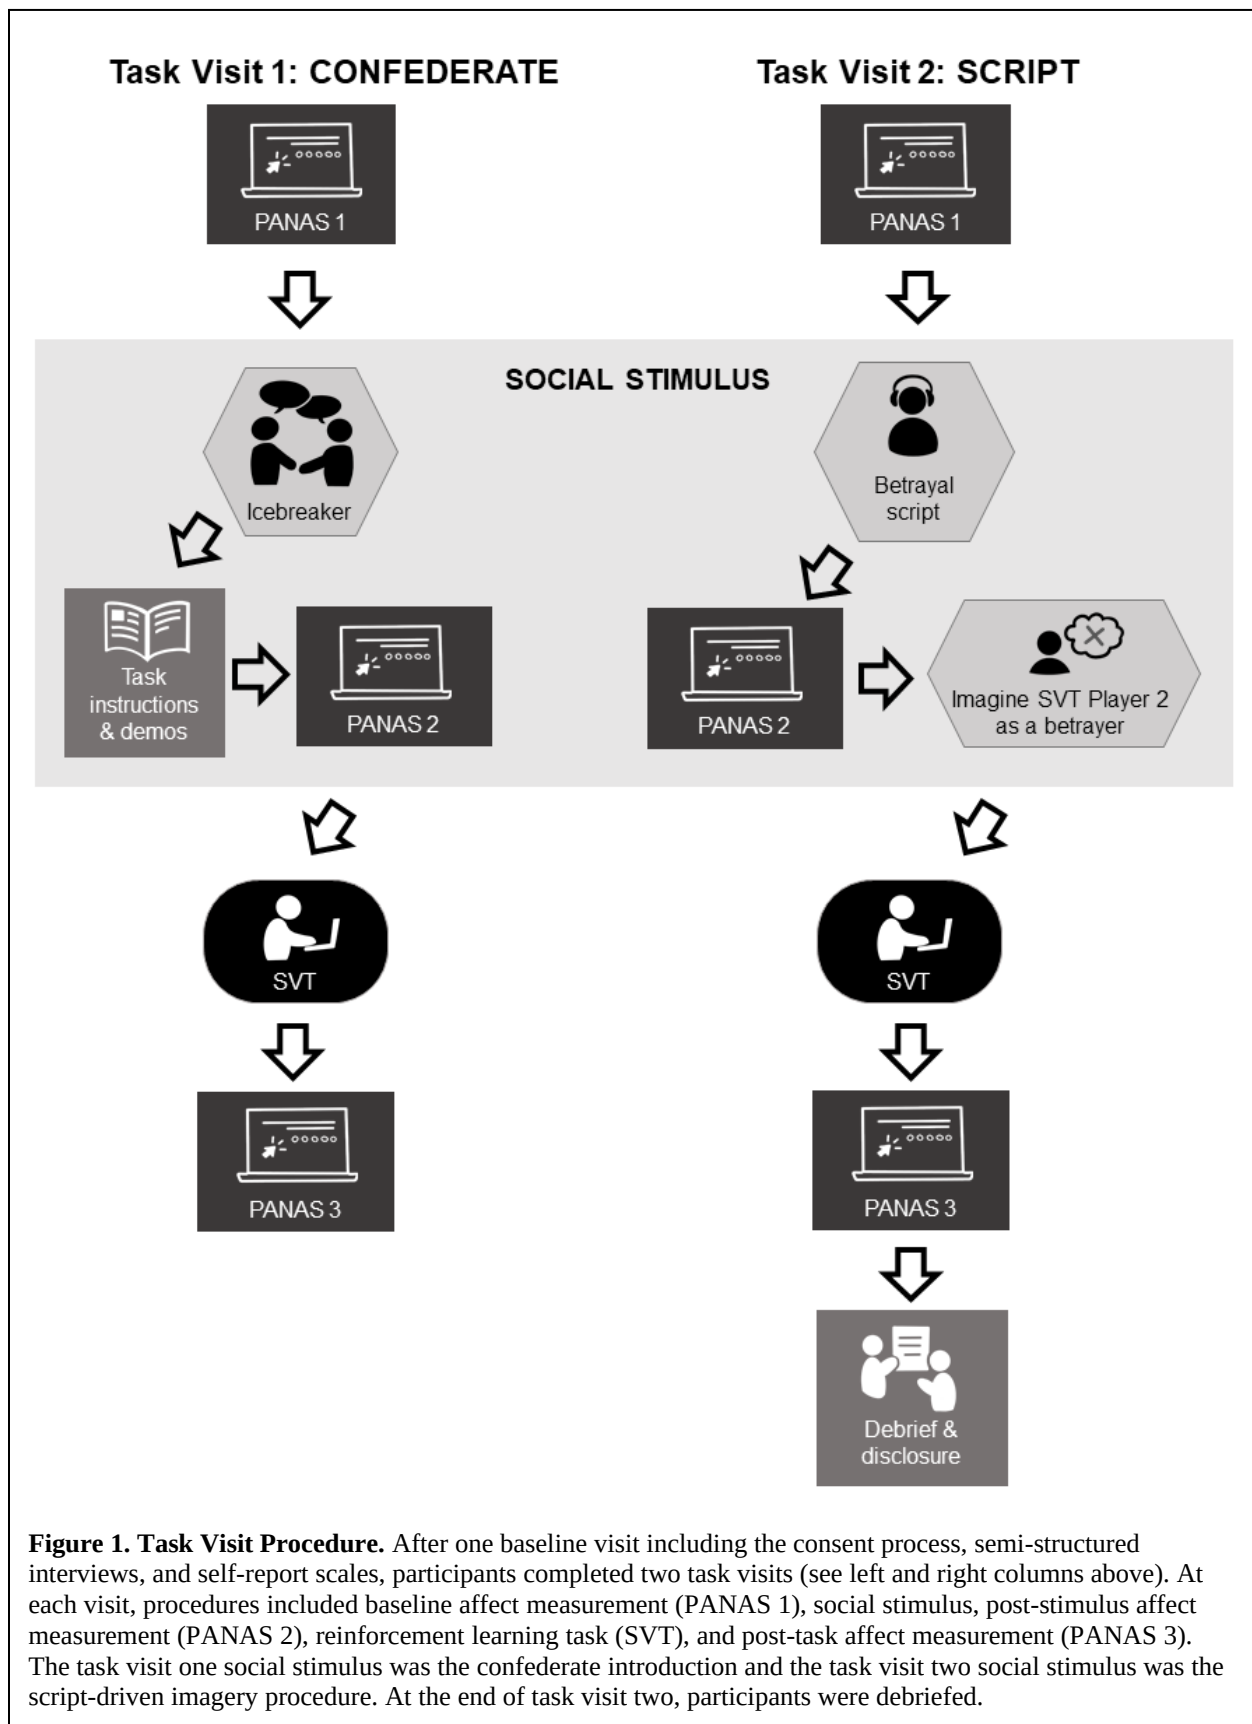 Task Visit 1: CONFEDERATE
PANAS 1
Task Visit 2: SCRIPT
PANAS 1
SOCIAL STIMULUS
Icebreaker
Task
instructions
& demos
PANAS 2
Betrayal
script
PANAS 2
Imagine SVT Player 2
as a betrayer
SVT
PANAS 3
SVT
PANAS 3
Debrief &
disclosure
Figure 1. Task Visit Procedure. After one baseline visit including the consent process, semi-structured
interviews, and self-report scales, participants completed two task visits (see left and right columns above). At
each visit, procedures included baseline affect measurement (PANAS 1), social stimulus, post-stimulus affect
measurement (PANAS 2), reinforcement learning task (SVT), and post-task affect measurement (PANAS 3).
The task visit one social stimulus was the confederate introduction and the task visit two social stimulus was the
script-driven imagery procedure. At the end of task visit two, participants were debriefed.